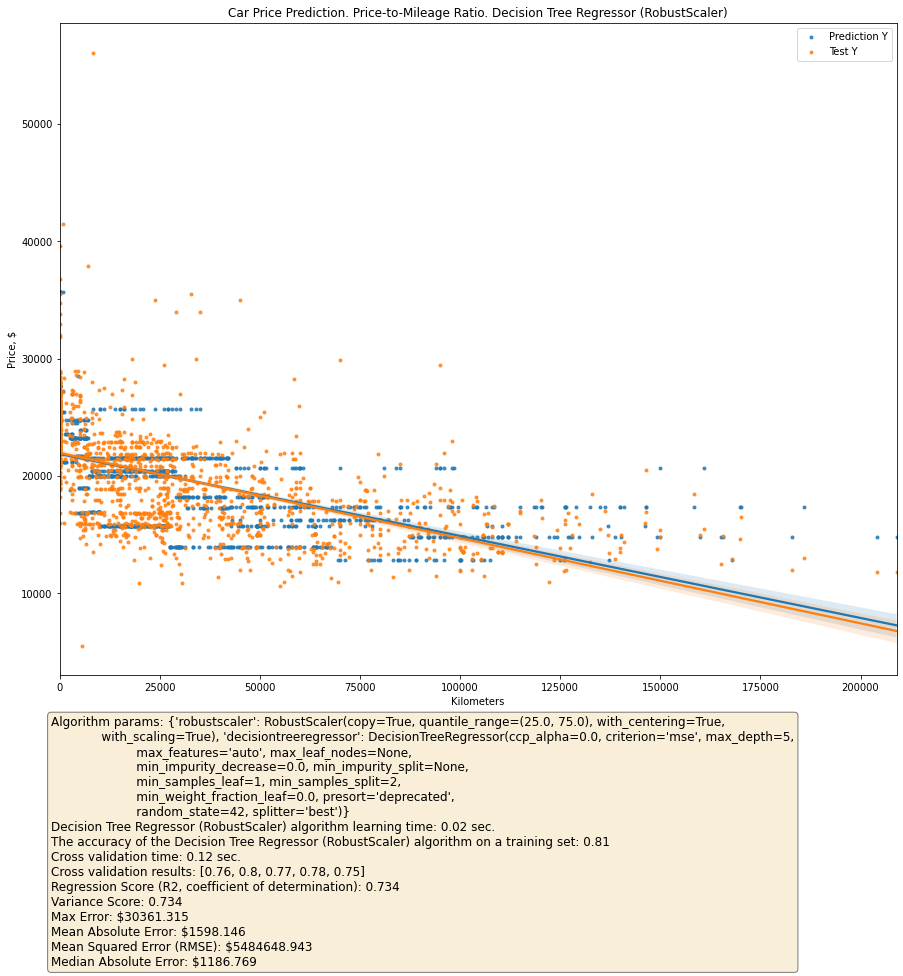 Car Price Prediction. Price-to-Mileage Ratio. Decision Tree Regressor (RobustScaler)
Prediction Y
Test Y
50000
40000
30000
20000
10000
Price, $
0 25000 50000 75000 100000 125000 150000 175000 200000
Kilometers
Algorithm params: {'robustscaler': RobustScaler(copy=True, quantile_range=(25.0, 75.0), with_centering=True,
with_scaling=True), 'decisiontreeregressor': DecisionTreeRegressor(ccp_alpha=0.0, criterion='mse', max_depth=5,
max_features='auto', max_leaf_nodes=None,
min_impurity_decrease=0.0, min_impurity_split=None,
min_samples_leaf=1, min_samples_split=2,
min_weight_fraction_leaf=0.0, presort='deprecated',
random_state=42, splitter='best')}
Decision Tree Regressor (RobustScaler) algorithm learning time: 0.02 sec.
The accuracy of the Decision Tree Regressor (RobustScaler) algorithm on a training set: 0.81
Cross validation time: 0.12 sec.
Cross validation results: [0.76, 0.8, 0.77, 0.78, 0.75]
Regression Score (R2, coefficient of determination): 0.734
Variance Score: 0.734
Max Error: $30361.315
Mean Absolute Error: $1598.146
Mean Squared Error (RMSE): $5484648.943
Median Absolute Error: $1186.769